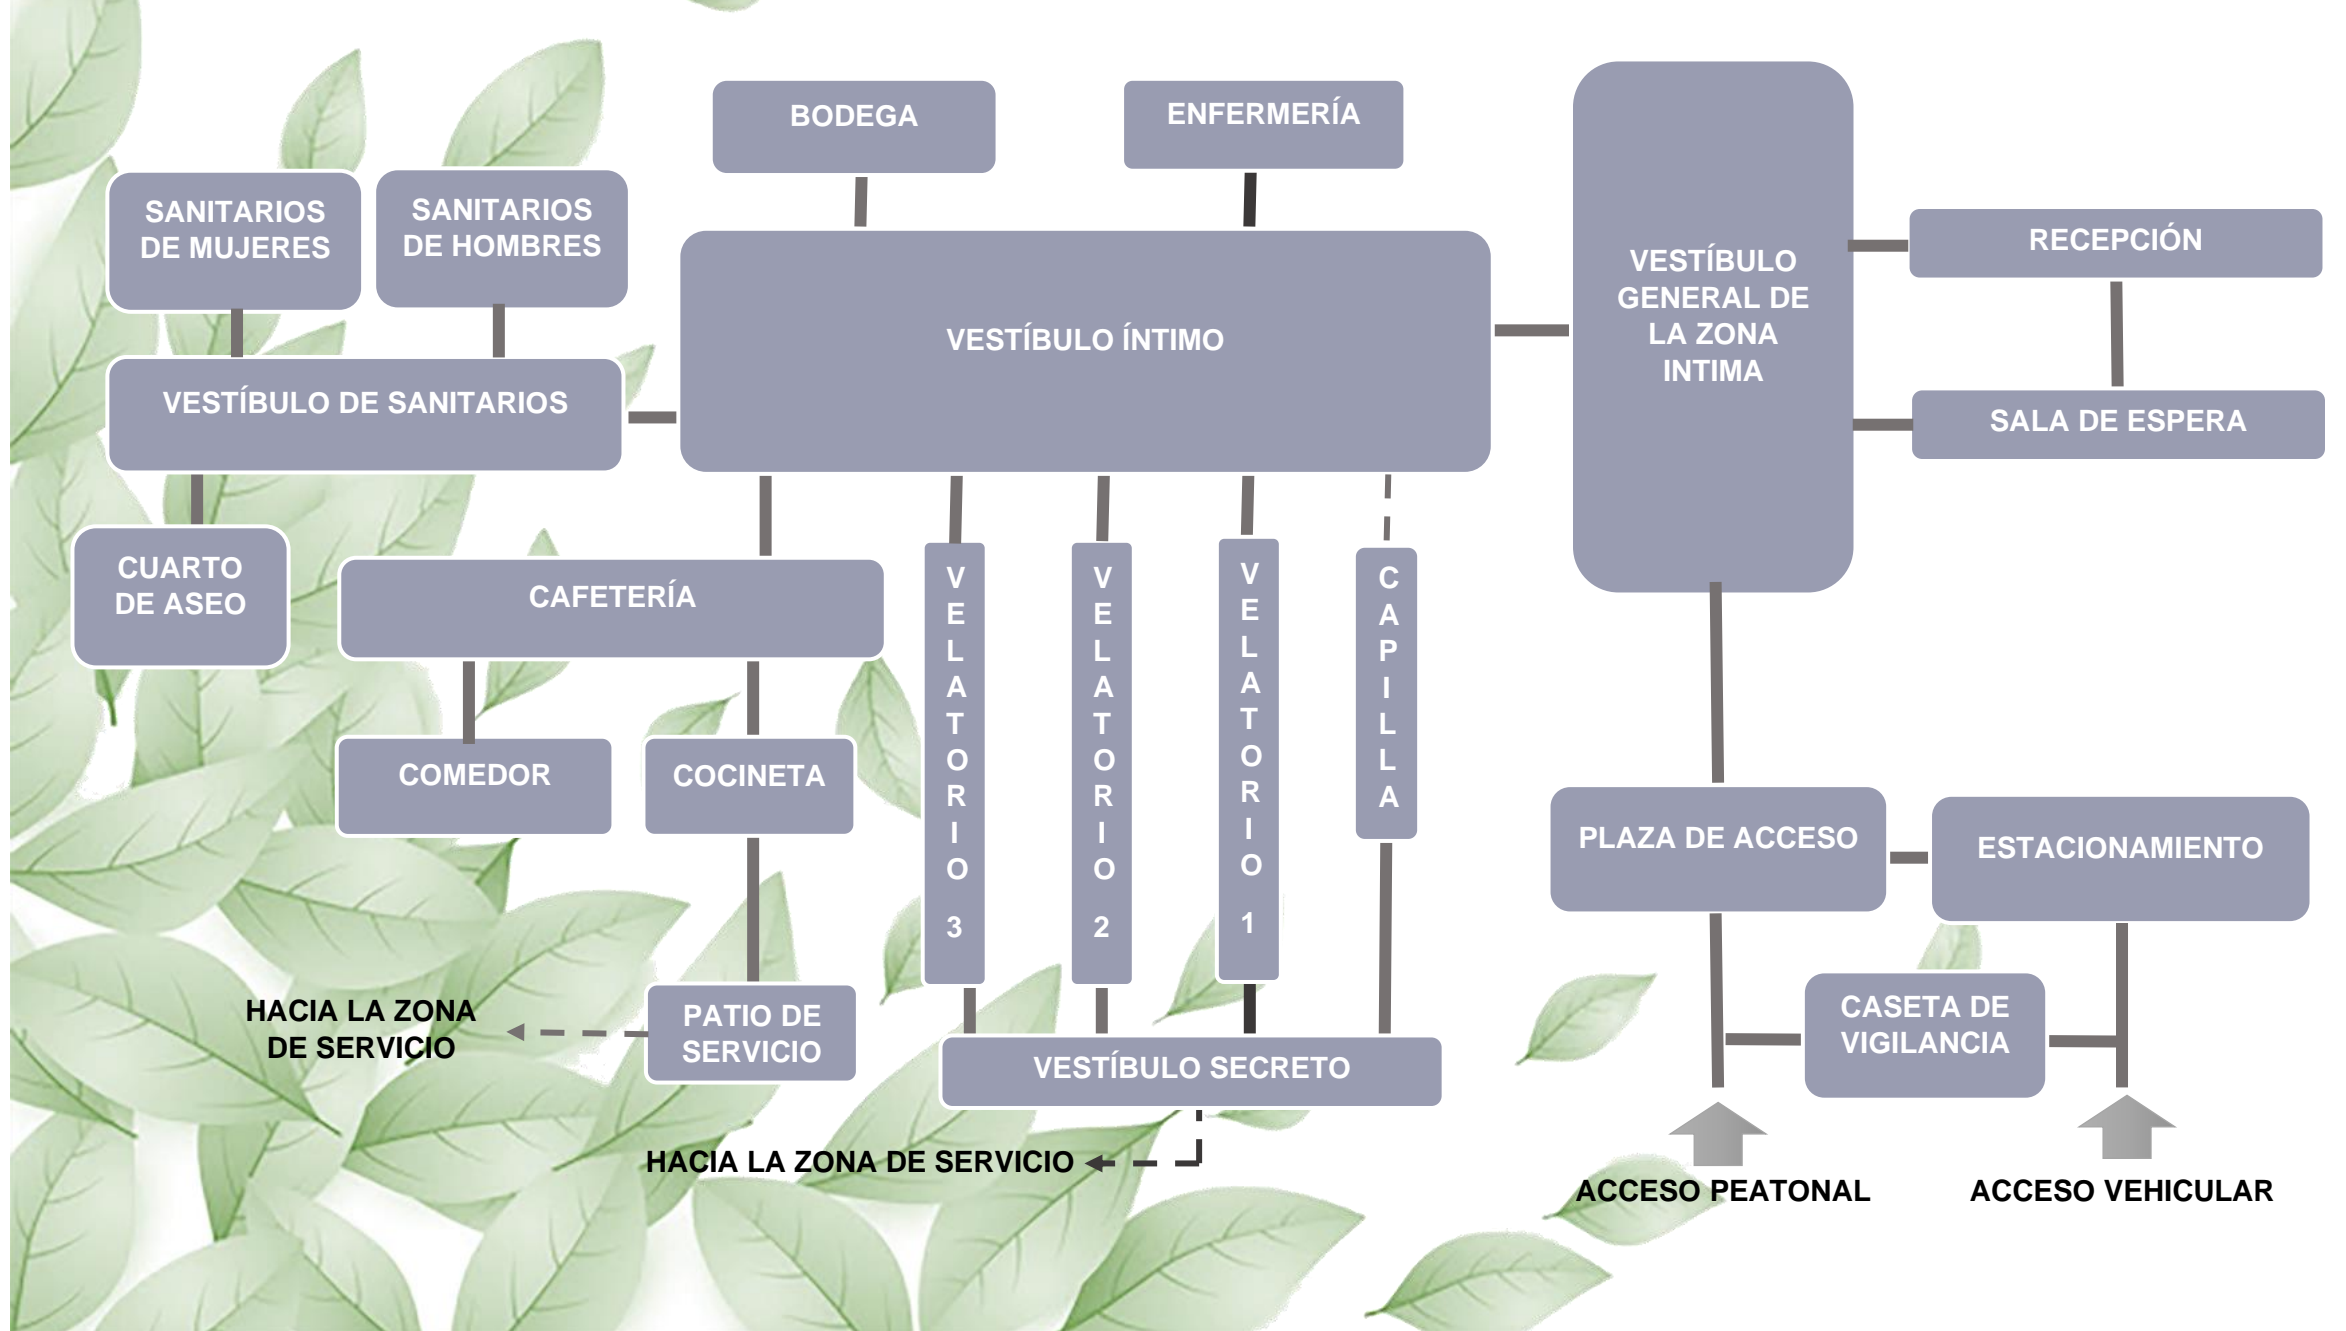 BODEGA
ENFERMERÍA
SANITARIOS
DE MUJERES
SANITARIOS
DE HOMBRES
VESTÍBULO
GENERAL DE
LA ZONA
INTIMA
RECEPCIÓN
VESTÍBULO ÍNTIMO
VESTÍBULO DE SANITARIOS
SALA DE ESPERA
CUARTO
DE ASEO
CAFETERÍA
VELATORIO 3
VELATORIO 2
VELATORIO 1
CAPILLA
COMEDOR
COCINETA
PLAZA DE ACCESO
ESTACIONAMIENTO
HACIA LA ZONA
DE SERVICIO
PATIO DE
SERVICIO
VESTÍBULO SECRETO
CASETA DE
VIGILANCIA
HACIA LA ZONA DE SERVICIO
ACCESO PEATONAL
ACCESO VEHICULAR